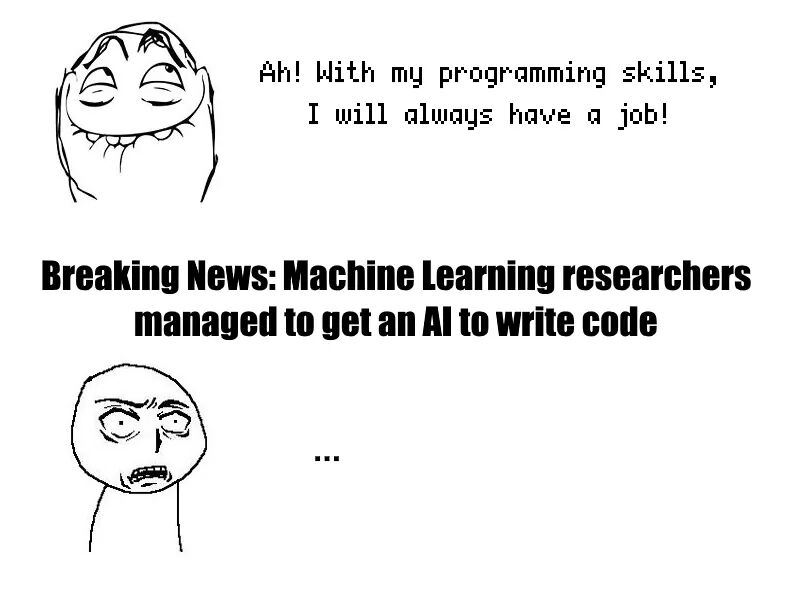 Ah! With my programming skills,
I will always have a job!
Breaking News: Machine Learning researchers
managed to get an AI to write code
...